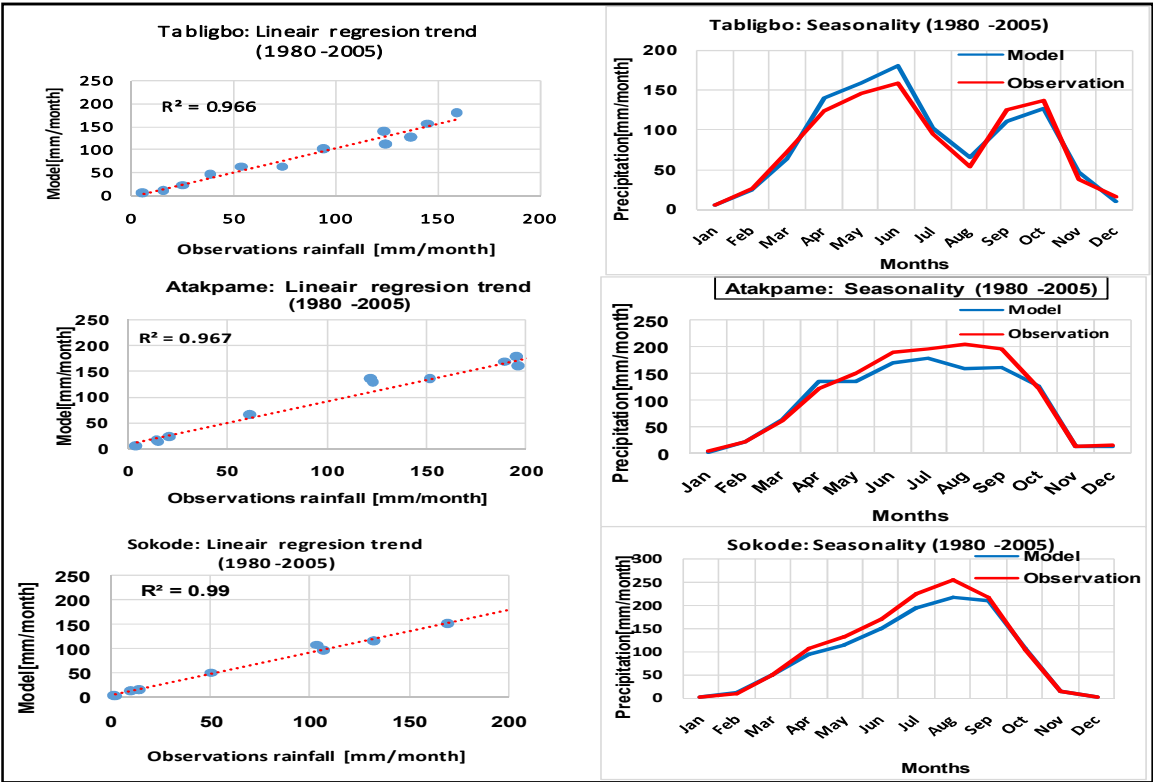 Tabligbo: Lineair regresion trend
(1980 -2005)
Model[mm/month]
250
200
150
100
50
0
R² = 0.966
0 50 100 150 200
Observations rainfall [mm/month]
Tabligbo: Seasonality (1980 -2005)
Precipitation[mm/month]
200
150
100
50
0
Model
Observation
Jan Feb Mar Apr May Jun Jul Aug Sep Oct Nov Dec
Months
Atakpame: Lineair regresion trend
(1980 -2005)
Model[mm/month]
250
200
150
100
50
0
R² = 0.967
0 50 100 150 200
Observations rainfall [mm/month]
Atakpame: Seasonality (1980 -2005)
Precipitation[mm/month]
250
200
150
100
50
0
Model
Observation
Jan Feb Mar Apr May Jun Jul Aug Sep Oct Nov Dec
Months
Sokode: Lineair regresion trend
(1980 -2005)
Model[mm/month]
250
200
150
100
50
0
R² = 0.99
0 50 100 150 200
Observations rainfall [mm/month]
Sokode: Seasonality (1980 -2005)
Precipitation[mm/month]
300
250
200
150
100
50
0
Model
Observation
Jan Feb Mar Apr May Jun Jul Aug Sep Oct Nov Dec
Months